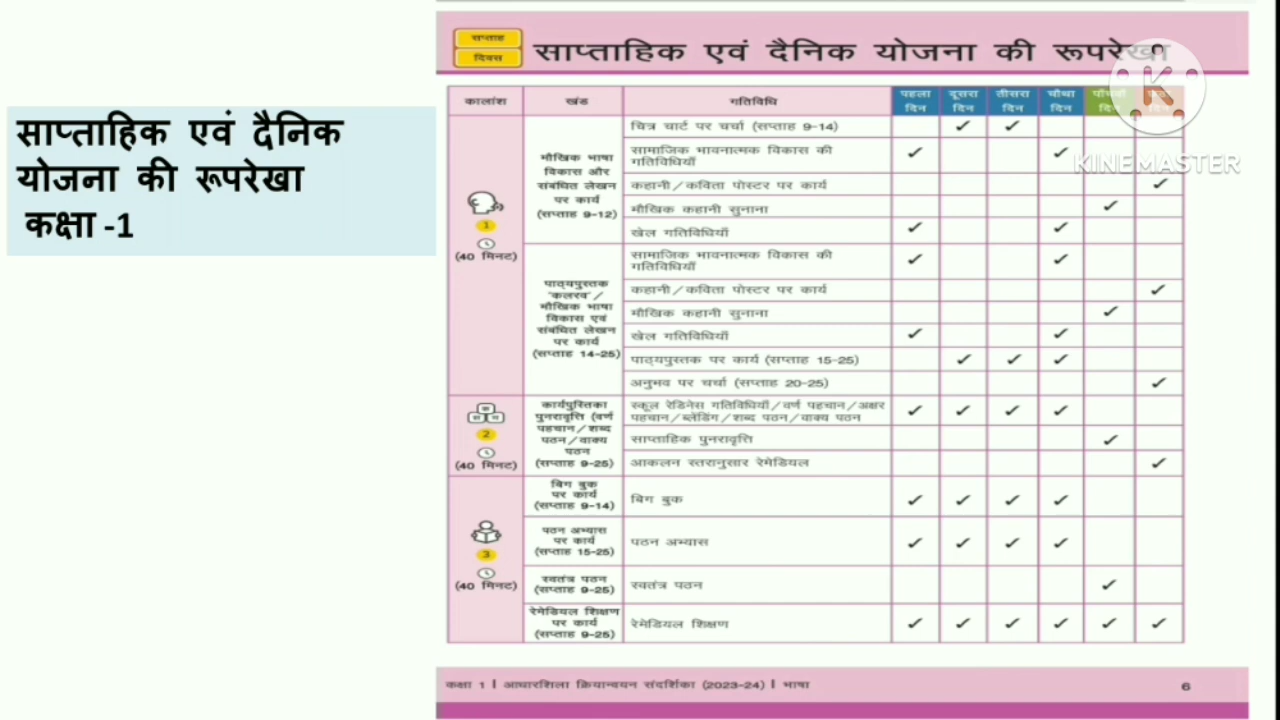 साप्ताहिक एवं दैनिक
योजना की रूपरेखा
कक्षा -1
सप्ताह
दिवस
साप्ताहिक एवं दैनिक योजना की रूपरेखा
कालांश
खंड
गतिविधि
पहला दिन
दूसरा दिन
तीसरा दिन
चौथा दिन
पाँचवाँ दिन
दिन
KINEMASTER
1
(40 मिनट)
मौखिक भाषा
विकास और
संबंधित लेखन
पर कार्य
(सप्ताह 9-12)
चित्र चार्ट पर चर्चा (सप्ताह 9-14) ✓ ✓
सामाजिक भावनात्मक विकास की
गतिविधियाँ ✓ ✓
कहानी/कविता पोस्टर पर कार्य ✓
मौखिक कहानी सुनाना ✓
खेल गतिविधियाँ ✓ ✓
पाठ्यपुस्तक
'कलरव'/
मौखिक भाषा
विकास एवं
संबंधित लेखन
पर कार्य
(सप्ताह 14-25)
सामाजिक भावनात्मक विकास की
गतिविधियाँ ✓ ✓
कहानी/कविता पोस्टर पर कार्य ✓
मौखिक कहानी सुनाना ✓
खेल गतिविधियाँ ✓ ✓
पाठ्यपुस्तक पर कार्य (सप्ताह 15-25) ✓ ✓ ✓
अनुभव पर चर्चा (सप्ताह 20-25) ✓
2
(40 मिनट)
कार्यपुस्तिका
पुनरावृत्ति (वर्ण
पहचान/शब्द
पठन/वाक्य
पठन
(सप्ताह 9-25)
स्कूल रेडिनेस गतिविधियाँ/वर्ण पहचान/अक्षर
पहचान/ब्लेंडिंग/शब्द पठन/वाक्य पठन ✓ ✓ ✓ ✓
साप्ताहिक पुनरावृत्ति ✓
आकलन स्तरानुसार रेमेडियल ✓
3
(40 मिनट)
बिग बुक
पर कार्य
(सप्ताह 9-14)
बिग बुक ✓ ✓ ✓ ✓
पठन अभ्यास
पर कार्य
(सप्ताह 15-25)
पठन अभ्यास ✓ ✓ ✓ ✓
स्वतंत्र पठन
(सप्ताह 9-25)
स्वतंत्र पठन ✓
रेमेडियल शिक्षण
पर कार्य
(सप्ताह 9-25)
रेमेडियल शिक्षण ✓ ✓ ✓ ✓ ✓ ✓
कक्षा 1 | आधारशिला क्रियान्वयन संदर्शिका (2023-24) | भाषा
6